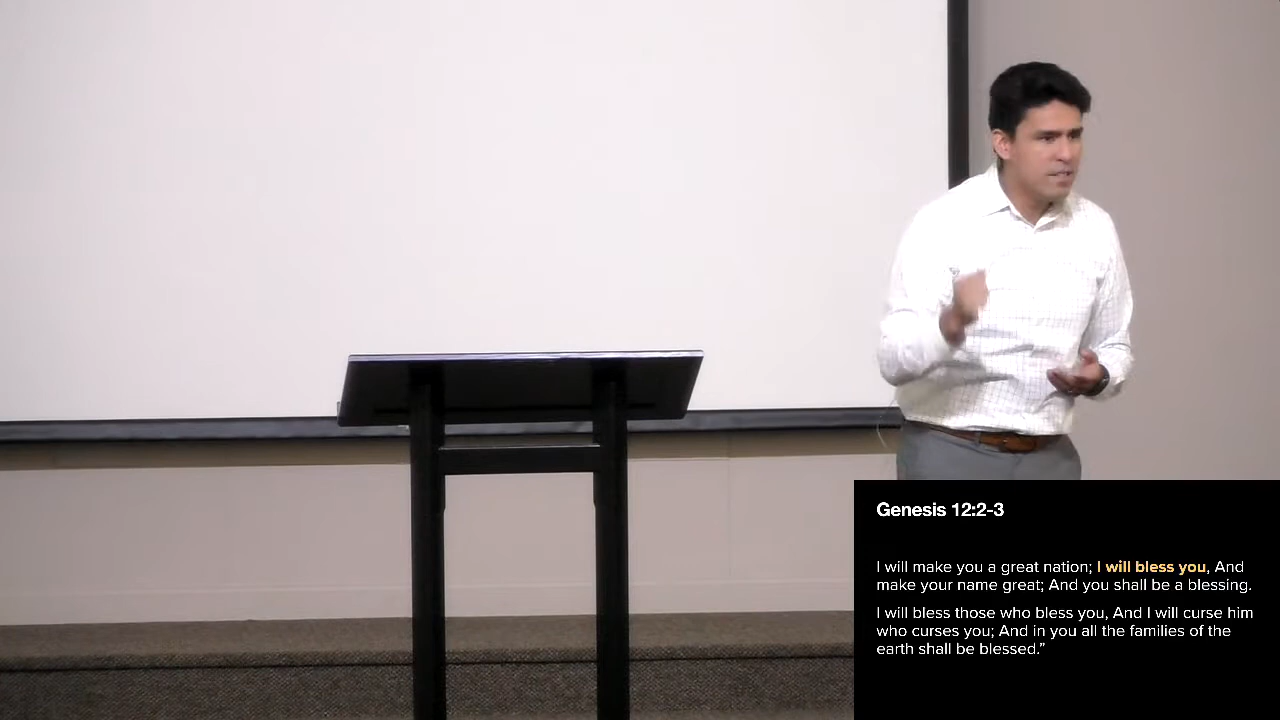 Genesis 12:2-3
I will make you a great nation; I will bless you, And
make your name great; And you shall be a blessing.
I will bless those who bless you, And I will curse him
who curses you; And in you all the families of the
earth shall be blessed.”